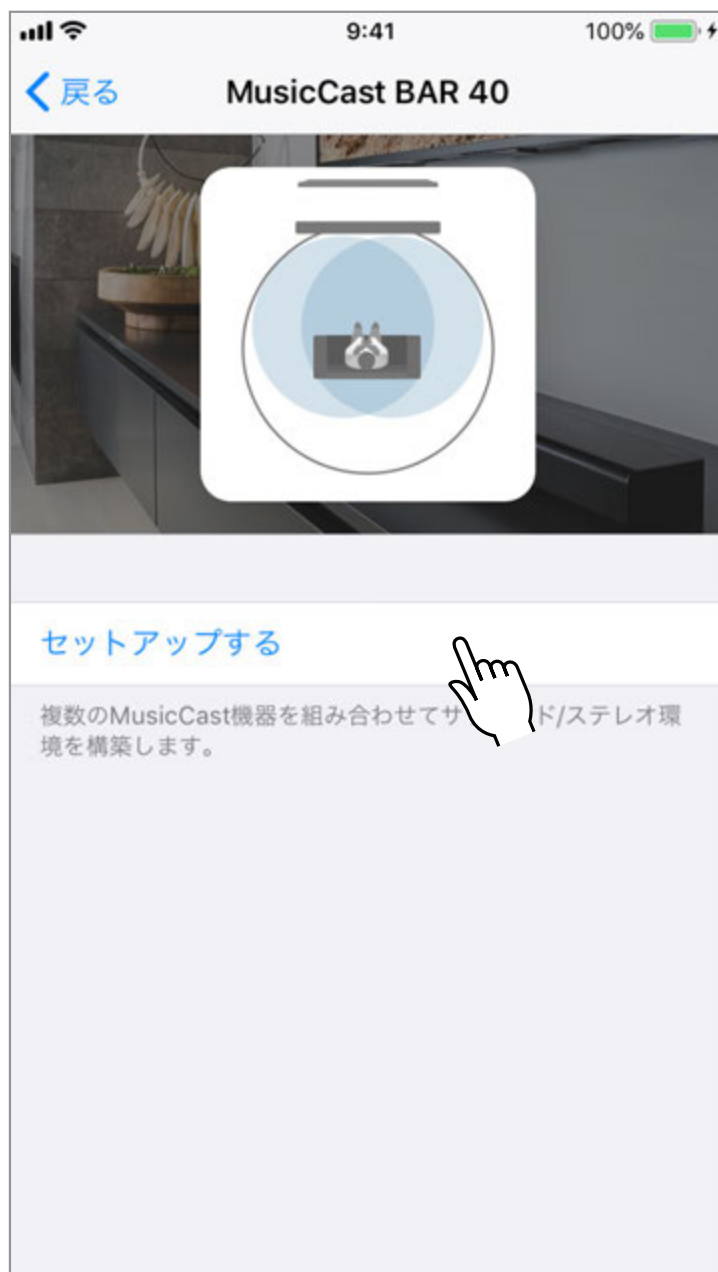 9:41
100%
戻る
MusicCast BAR 40
セットアップする
複数のMusicCast機器を組み合わせてサ ド/ステレオ環
境を構築します。